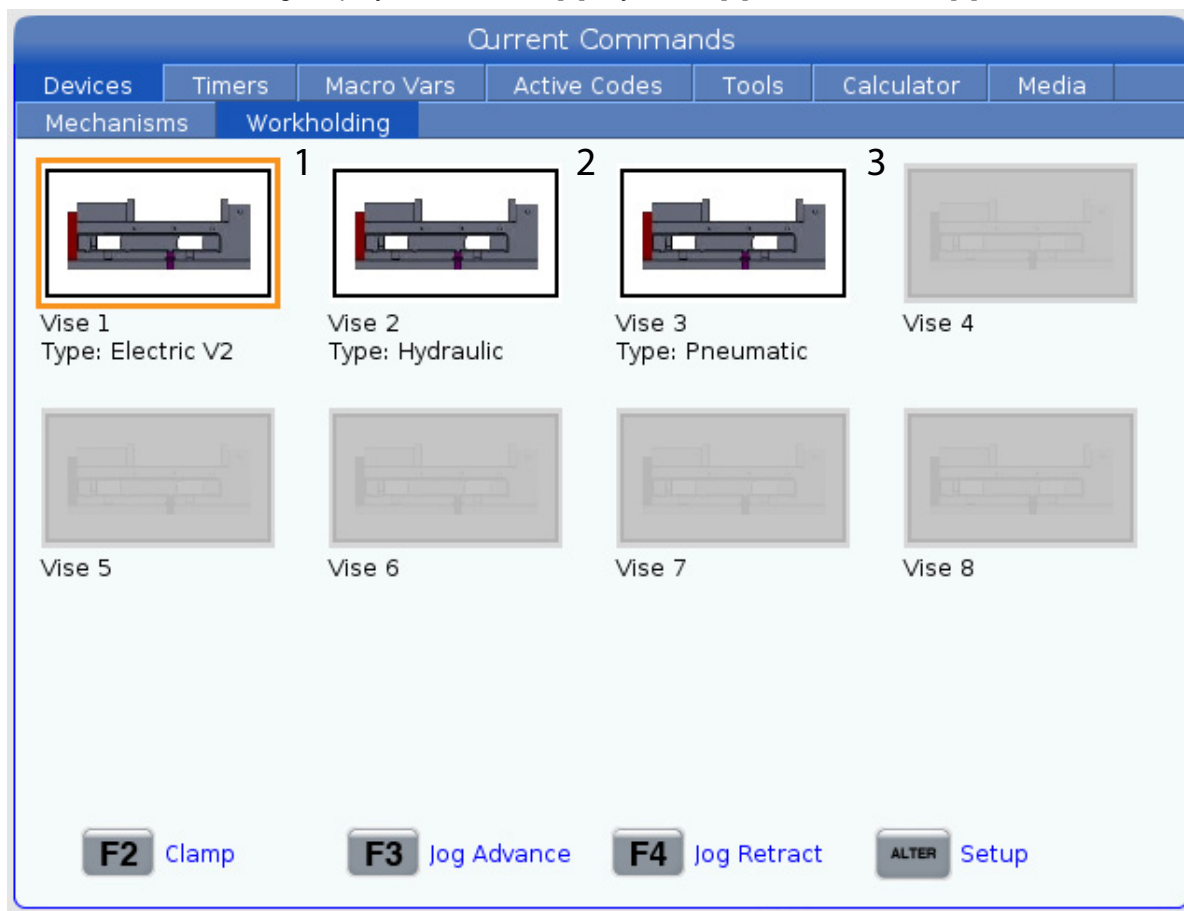 Current Commands
Devices Timers Macro Vars Active Codes Tools Calculator Media
Mechanisms Workholding
1 2 3
Vise 1 Vise 2 Vise 3 Vise 4
Type: Electric V2 Type: Hydraulic Type: Pneumatic
Vise 5 Vise 6 Vise 7 Vise 8
F2 Clamp F3 Jog Advance F4 Jog Retract ALTER Setup